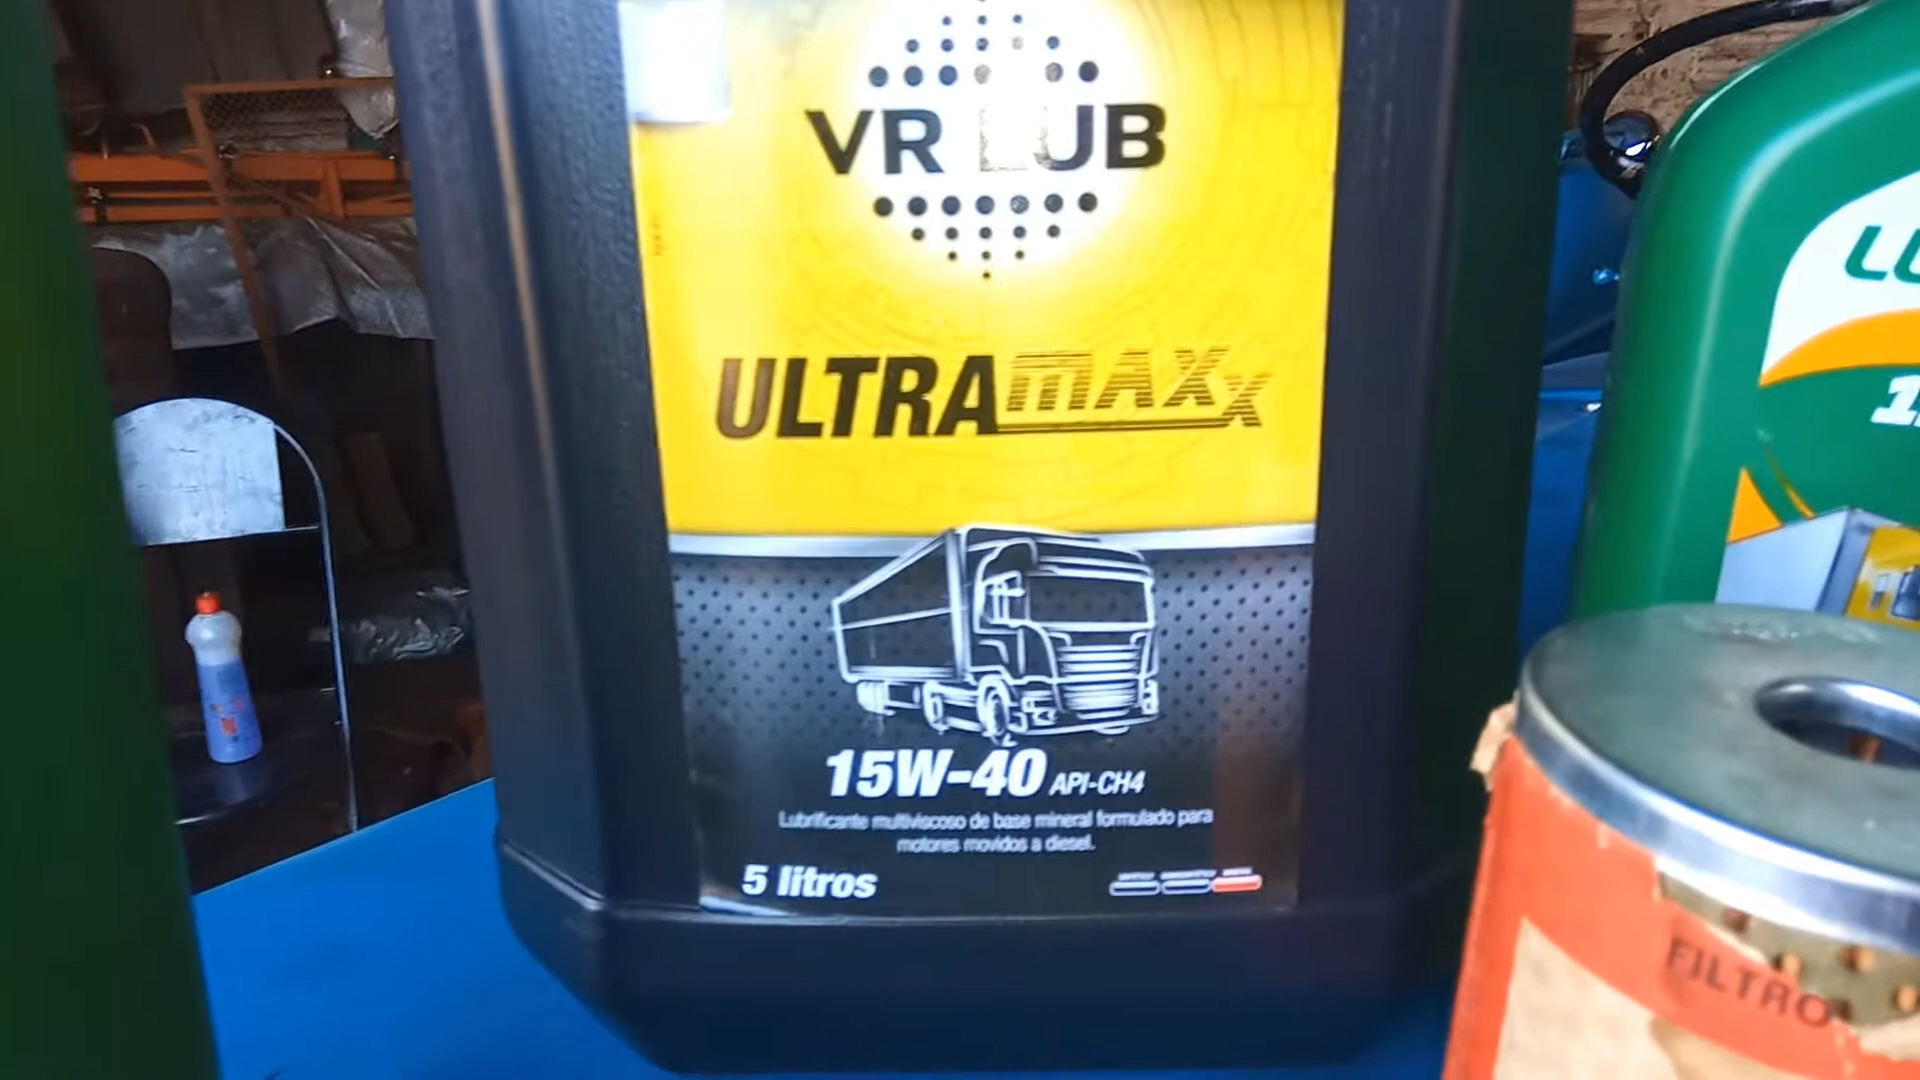 VR LUB
ULTRAMAXx
15W-40 API-CH4
Lubrificante multiviscoso de base mineral formulado para
motores movidos a diesel.
5 litros
FILTRO